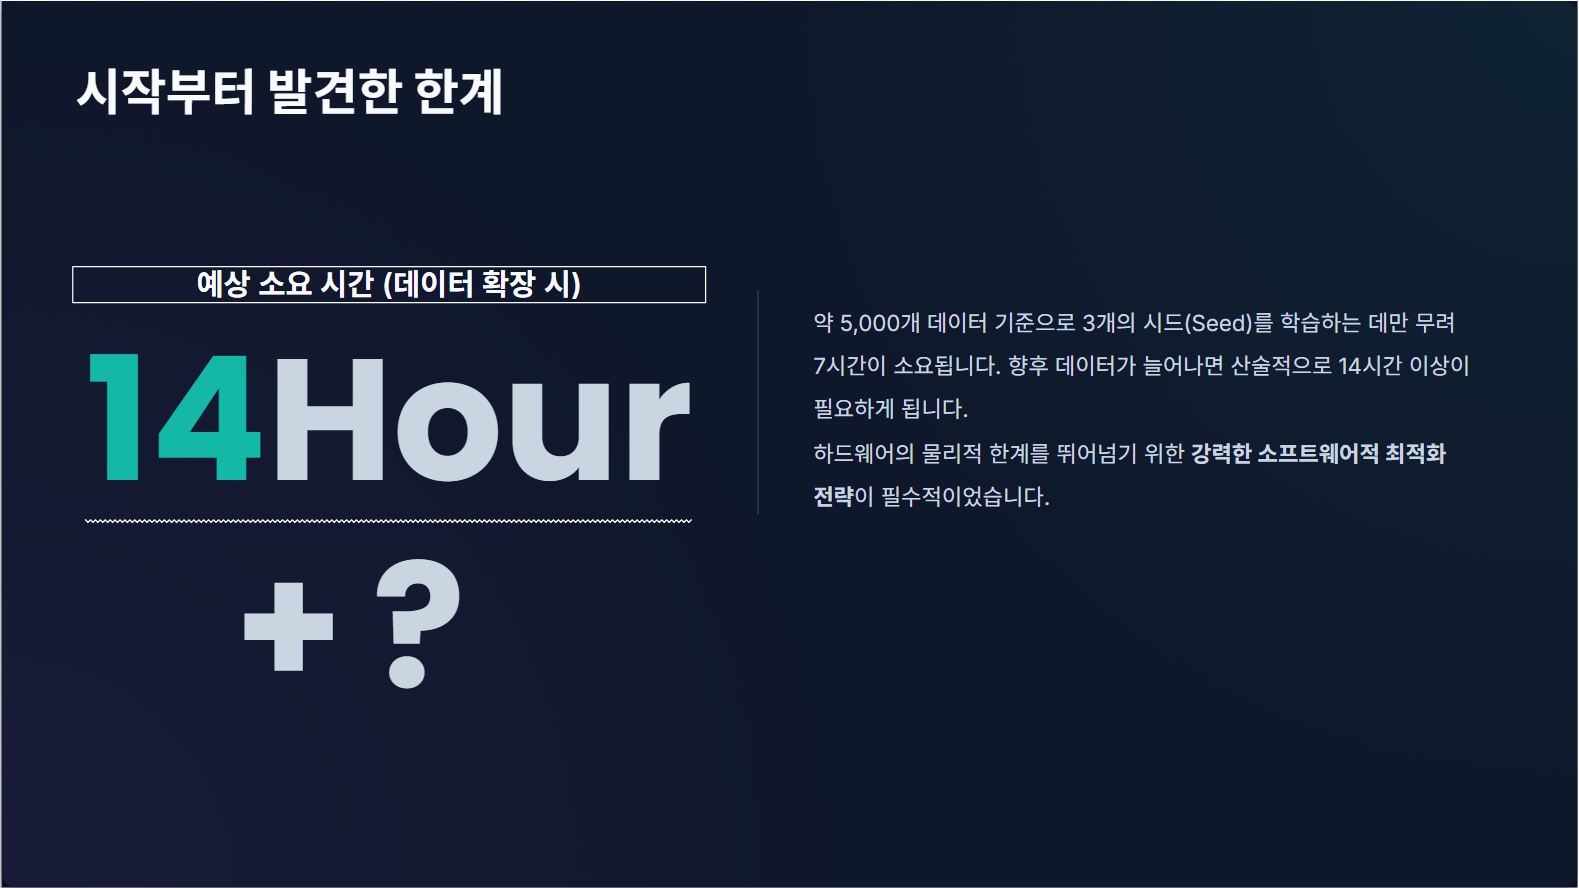 시작부터 발견한 한계
예상 소요 시간 (데이터 확장 시)
14Hour
+ ?
약 5,000개 데이터 기준으로 3개의 시드(Seed)를 학습하는 데만 무려
7시간이 소요됩니다. 향후 데이터가 늘어나면 산술적으로 14시간 이상이
필요하게 됩니다.
하드웨어의 물리적 한계를 뛰어넘기 위한 강력한 소프트웨어적 최적화
전략이 필수적이었습니다.